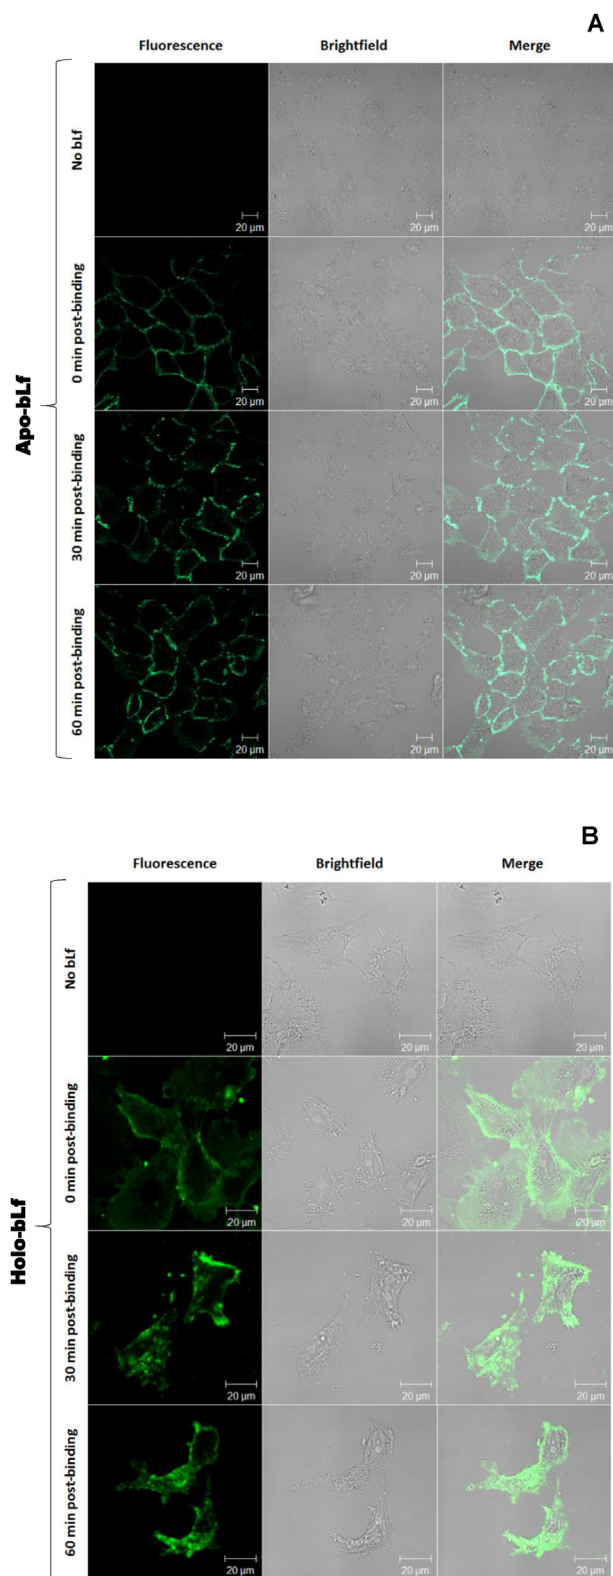 A
Fluorescence Brightfield Merge
Apo-bLf
No bLf
20 µm 20 µm 20 µm
0 min post-binding
20 µm 20 µm 20 µm
30 min post-binding
20 µm 20 µm 20 µm
60 min post-binding
20 µm 20 µm 20 µm
B
Fluorescence Brightfield Merge
Holo-bLf
No bLf
20 µm 20 µm 20 µm
0 min post-binding
20 µm 20 µm 20 µm
30 min post-binding
20 µm 20 µm 20 µm
60 min post-binding
20 µm 20 µm 20 µm